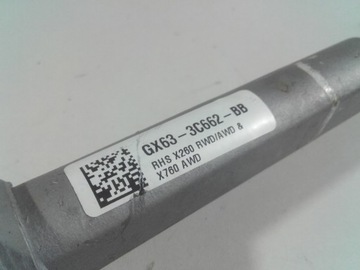 GX63-3C662-BB
RHS X260 RWD/AWD &
X760 AWD